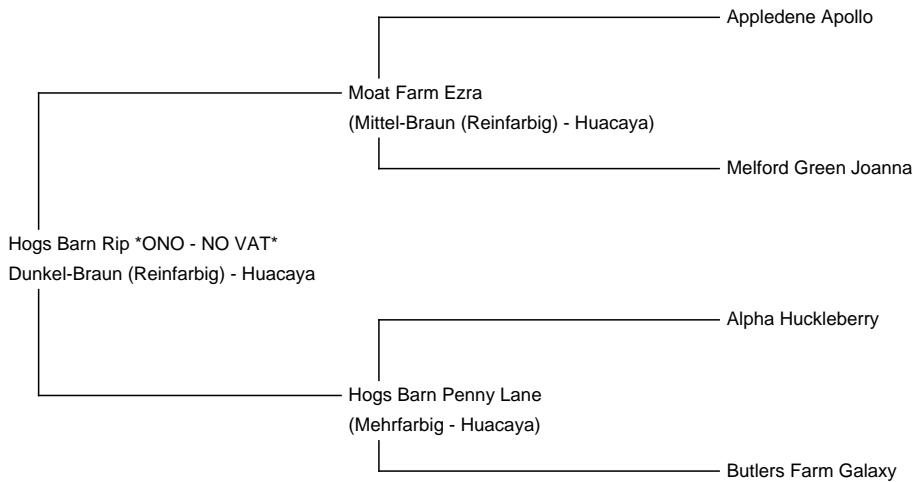 Appledene Apollo
Moat Farm Ezra
(Mittel-Braun (Reinfarbig) - Huacaya)
Melford Green Joanna
Hogs Barn Rip *ONO - NO VAT*
Dunkel-Braun (Reinfarbig) - Huacaya
Alpha Huckleberry
Hogs Barn Penny Lane
(Mehrfarbig - Huacaya)
Butlers Farm Galaxy